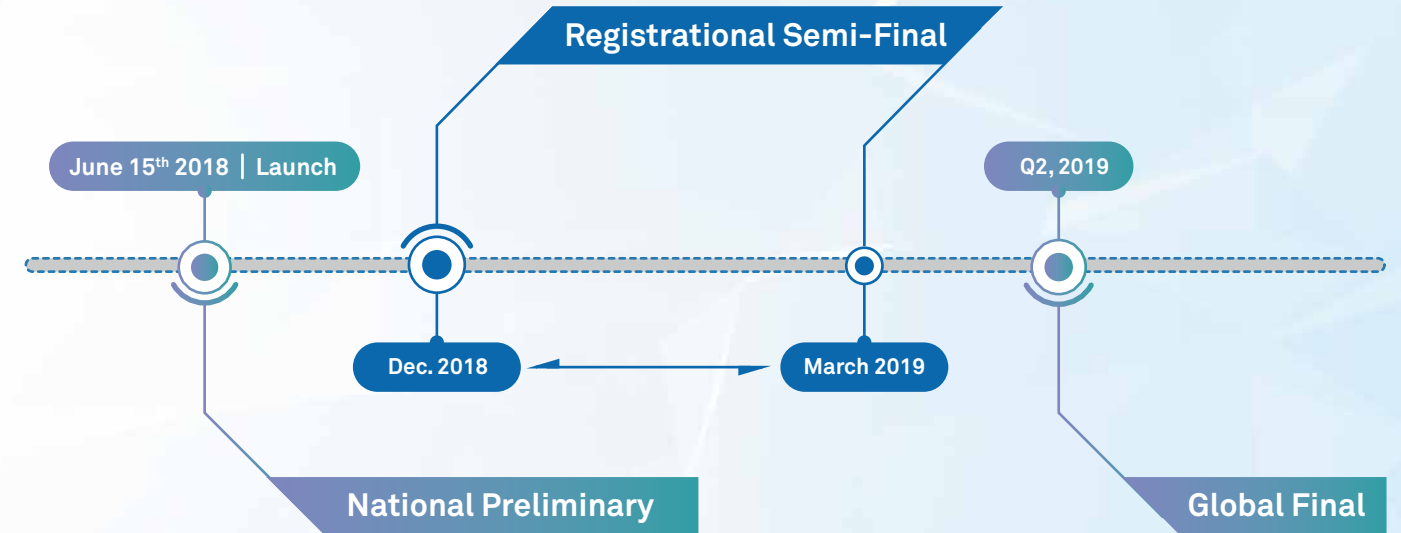 Registrational Semi-Final
June 15th 2018 | Launch
Q2, 2019
Dec. 2018
March 2019
National Preliminary
Global Final